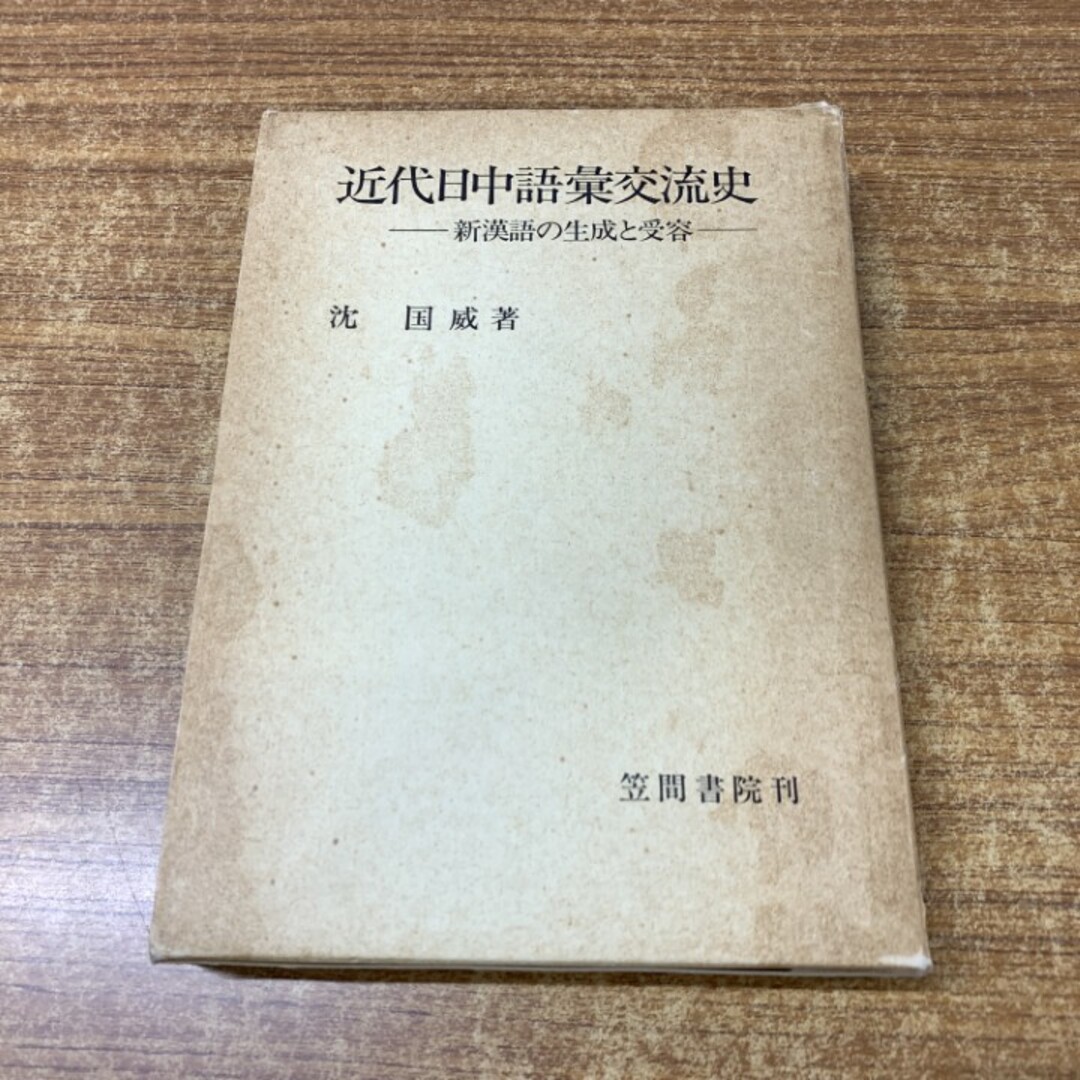 近代日中語彙交流史
──新漢語の生成と受容──
沈 国威著
笠間書院刊